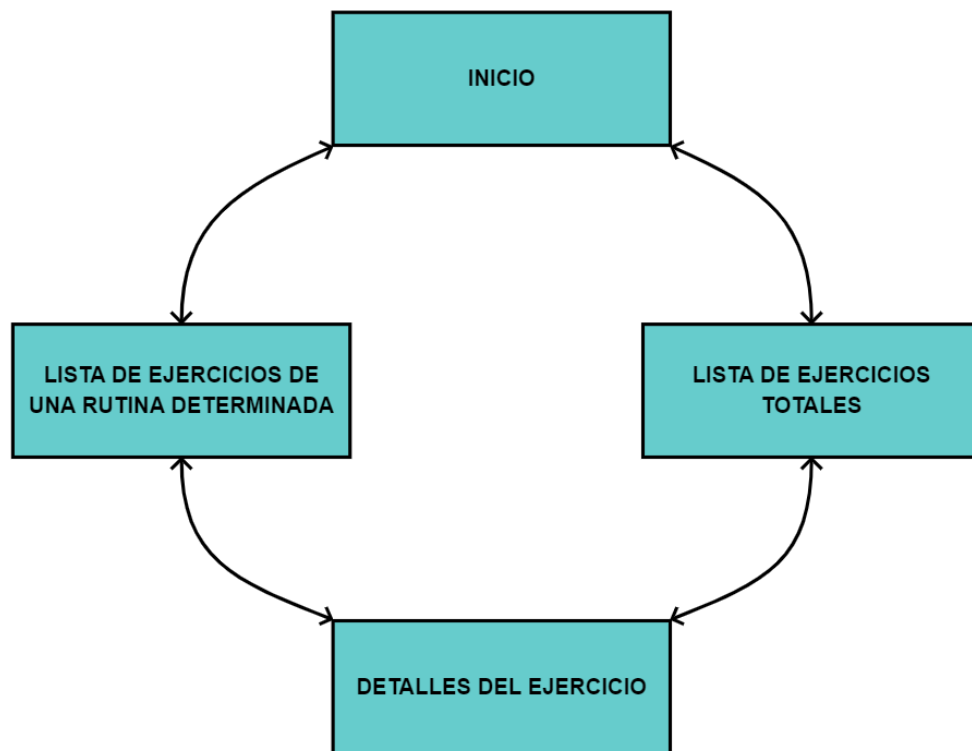 INICIO
LISTA DE EJERCICIOS DE
UNA RUTINA DETERMINADA
LISTA DE EJERCICIOS
TOTALES
DETALLES DEL EJERCICIO